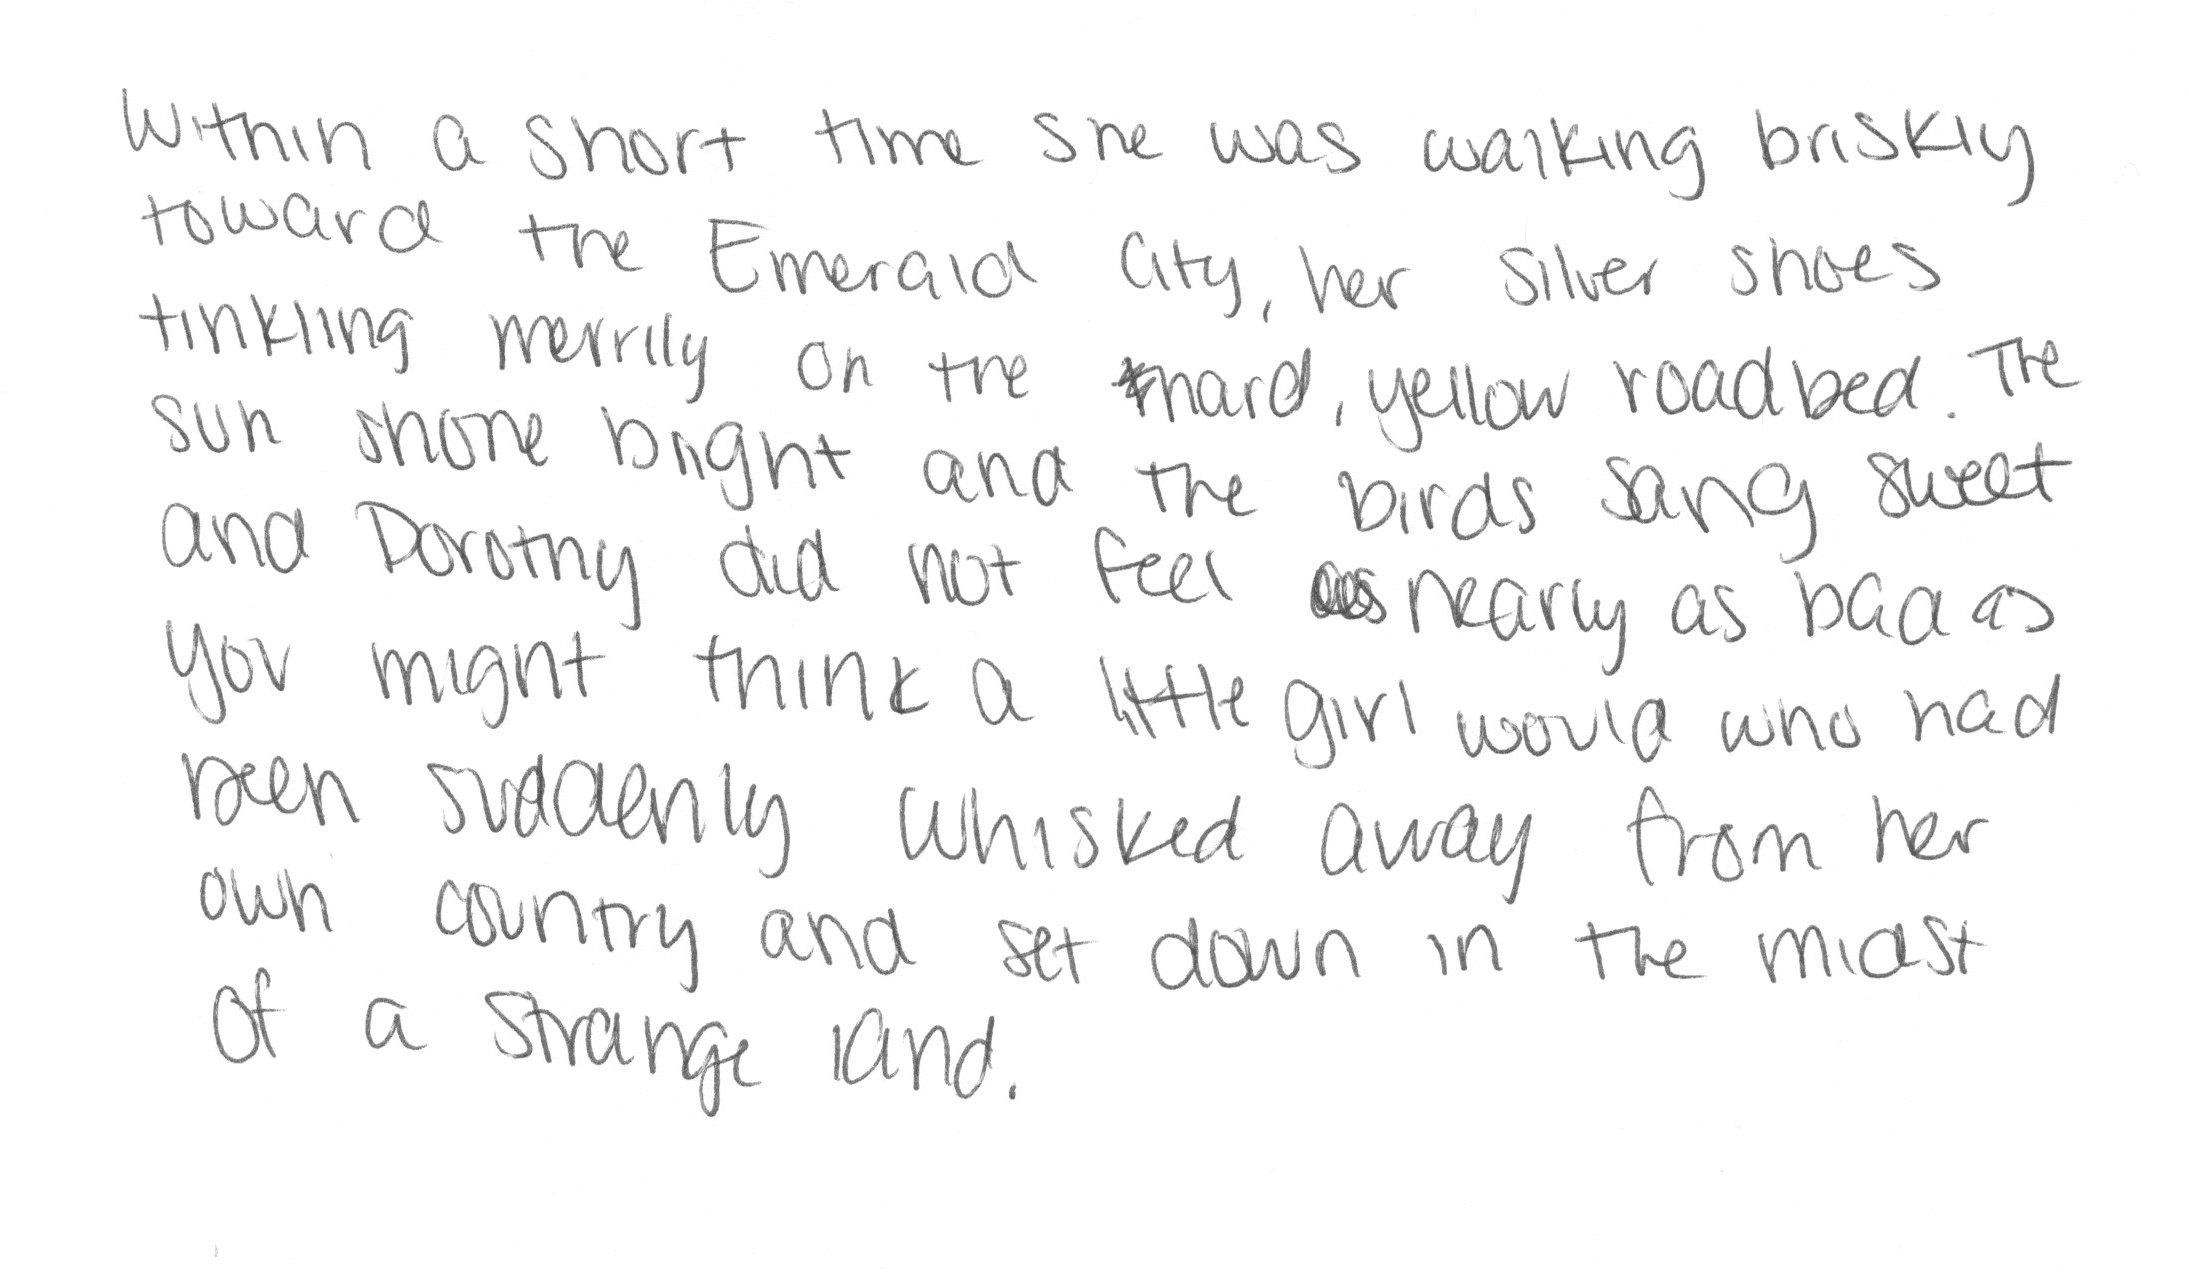 Within a short time she was walking briskly
toward the Emerald City, her silver shoes
tinkling merrily on the hard, yellow roadbed. The
sun shone bright and the birds sang sweet
and Dorothy did not feel nearly as bad as
you might think a little girl would who had
been suddenly whisked away from her
own country and set down in the midst
of a strange land.